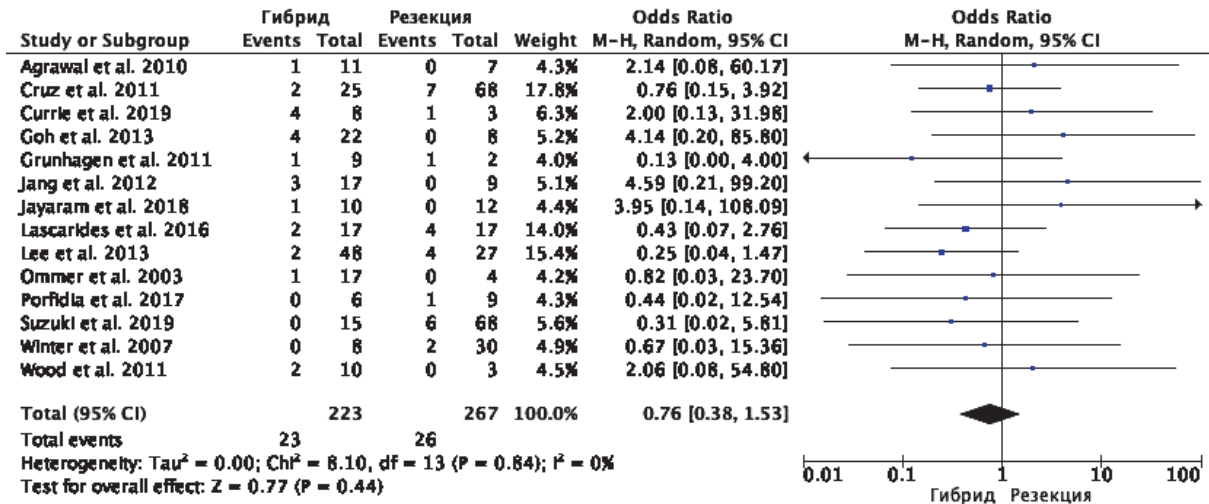 Гибрид Резекция Odds Ratio Odds Ratio
Study or Subgroup Events Total Events Total Weight M-H, Random, 95% CI M-H, Random, 95% CI
Agrawal et al. 2010 1 11 0 7 4.3% 2.14 [0.08, 60.17]
Cruz et al. 2011 2 25 7 68 17.8% 0.76 [0.15, 3.92]
Currie et al. 2019 4 8 1 3 6.3% 2.00 [0.13, 31.98]
Goh et al. 2013 4 22 0 8 5.2% 4.14 [0.20, 85.80]
Grunhagen et al. 2011 1 9 1 2 4.0% 0.13 [0.00, 4.00]
Jang et al. 2012 3 17 0 9 5.1% 4.59 [0.21, 99.20]
Jayaram et al. 2018 1 10 0 12 4.4% 3.95 [0.14, 108.09]
Lascarides et al. 2016 2 17 4 17 14.0% 0.43 [0.07, 2.76]
Lee et al. 2013 2 48 4 27 15.4% 0.25 [0.04, 1.47]
Ommer et al. 2003 1 17 0 4 4.2% 0.82 [0.03, 23.70]
Porfidia et al. 2017 0 6 1 9 4.3% 0.44 [0.02, 12.54]
Suzuki et al. 2019 0 15 6 68 5.6% 0.31 [0.02, 5.81]
Winter et al. 2007 0 8 2 30 4.9% 0.67 [0.03, 15.36]
Wood et al. 2011 2 10 0 3 4.5% 2.06 [0.08, 54.80]
Total (95% CI) 223 267 100.0% 0.76 [0.38, 1.53]
Total events 23 26
Heterogeneity: Tau² = 0.00; Chi² = 8.10, df = 13 (P = 0.84); I² = 0%
Test for overall effect: Z = 0.77 (P = 0.44)
0.01 0.1 1 10 100
Гибрид Резекция